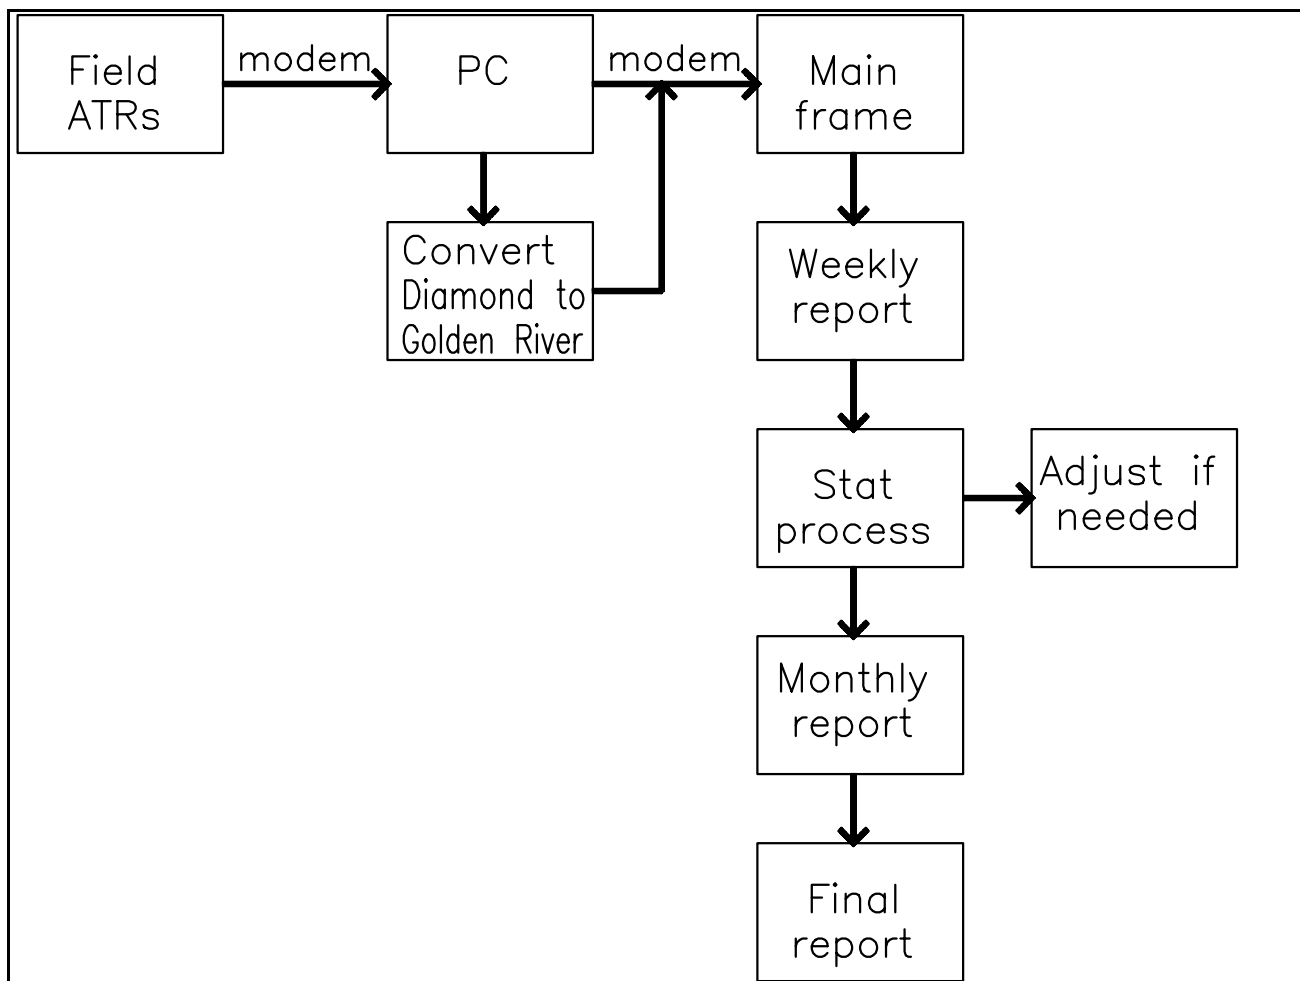 Field
ATRs
modem
PC
modem
Main
frame
Convert
Diamond to
Golden River
Weekly
report
Stat
process
Adjust if
needed
Monthly
report
Final
report